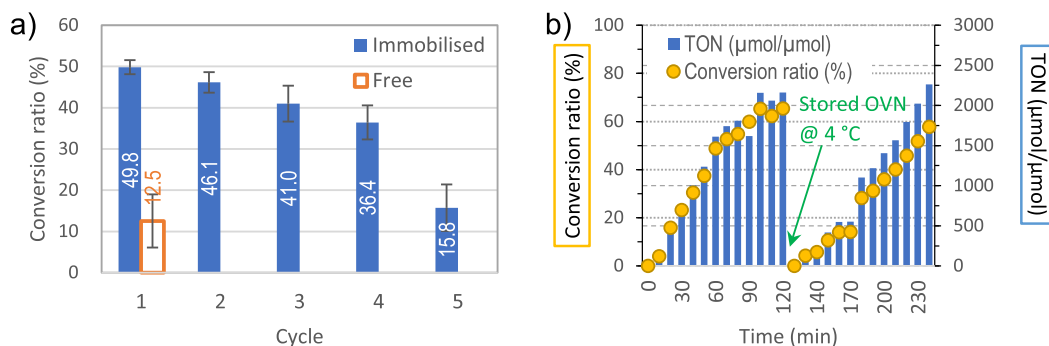 a)
Conversion ratio (%)
60
50
40
30
20
10
0
Immobilised
Free
49.8
12.5
46.1
41.0
36.4
15.8
1 2 3 4 5
Cycle
b)
Conversion ratio (%)
100
80
60
40
20
0
TON (µmol/µmol)
Conversion ratio (%)
Stored OVN
@ 4 °C
3000
2500
2000
1500
1000
500
0
TON
(µmol/µmol)
0 30 60 90 120 140 170 200 230
Time (min)